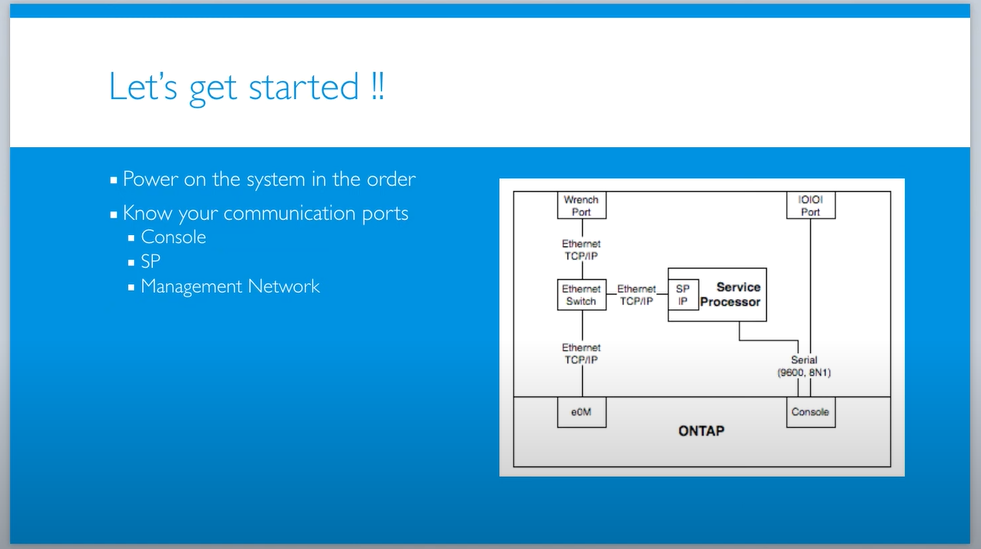 Let's get started !!
Power on the system in the order
Know your communication ports
Console
SP
Management Network
Wrench
Port
IOIOI
Port
Ethernet
TCP/IP
Ethernet
Switch
Ethernet
TCP/IP
SP
IP
Service
Processor
Ethernet
TCP/IP
Serial
(9600, 8N1)
e0M
Console
ONTAP